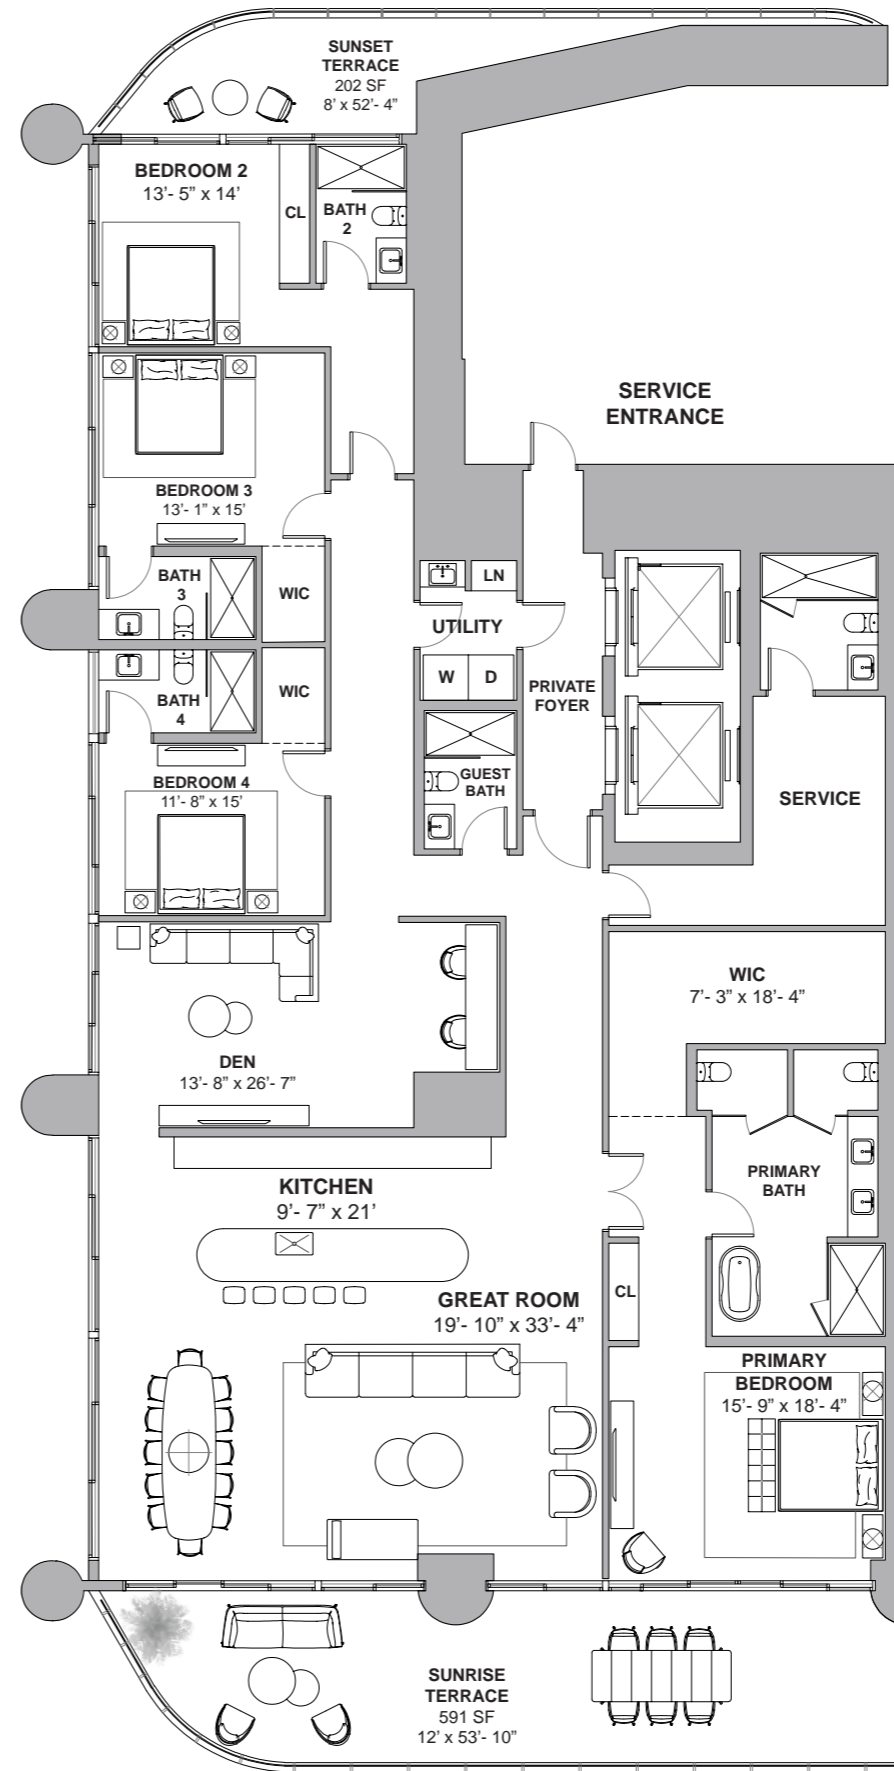 SUNSET
TERRACE
202 SF
8' x 52'- 4”
BEDROOM 2
13'- 5” x 14’
CL
BATH
2
SERVICE
ENTRANCE
BEDROOM 3
13'- 1” x 15’
BATH
3
WIC
LN
UTILITY
W
D
PRIVATE
FOYER
WIC
BATH
4
BEDROOM 4
11'- 8” x 15’
GUEST
BATH
SERVICE
WIC
7'- 3” x 18'- 4”
DEN
13'- 8” x 26'- 7”
PRIMARY
BATH
KITCHEN
9'- 7” x 21’
CL
GREAT ROOM
19'- 10” x 33'- 4”
PRIMARY
BEDROOM
15'- 9” x 18'- 4”
SUNRISE
TERRACE
591 SF
12' x 53'- 10”